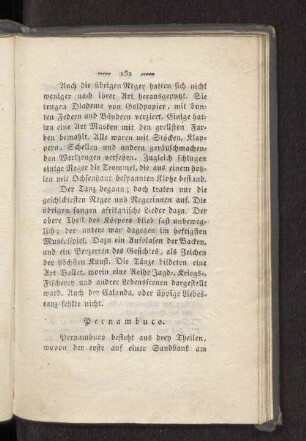 182
Auch die übrigen Neger hatten sich nicht
weniger nach ihrer Art herausgeputzt. Sie
trugen Diademe von Goldpapier, mit bun-
ten Federn und Bändern verziert. Einige hat-
ten eine Art Masken mit den grellsten Far-
ben bemahlt. Alle waren mit Stöcken, Klap-
pern, Schellen und andern geräuschmachen-
den Werkzeugen versehen. Zugleich schlugen
einige Neger die Trommel, die aus einem hoh-
len mit Ochsenhaut bespannten Klotze bestand.
Der Tanz begann; doch traten nur die
geschicktesten Neger und Negerinnen auf. Die
übrigen sangen afrikanische Lieder dazu. Der
obere Theil des Körpers blieb fast unbeweg-
lich; der untere war dagegen im heftigsten
Muskelspiel. Dazu ein Aufblasen der Backen,
und ein Verzerren des Gesichtes, als Zeichen
der höchsten Kunst. Die Tänze bildeten eine
Art Ballet, worin eine Reihe Jagd-, Kriegs-
Fischerey und andere Lebensscenen dargestellt
ward. Auch der Calanda, oder üppige Liebes-
tanz fehlte nicht.
Pernambuco.
Pernambuco besteht aus drey Theilen,
wovon der erste auf einer Sandbank am